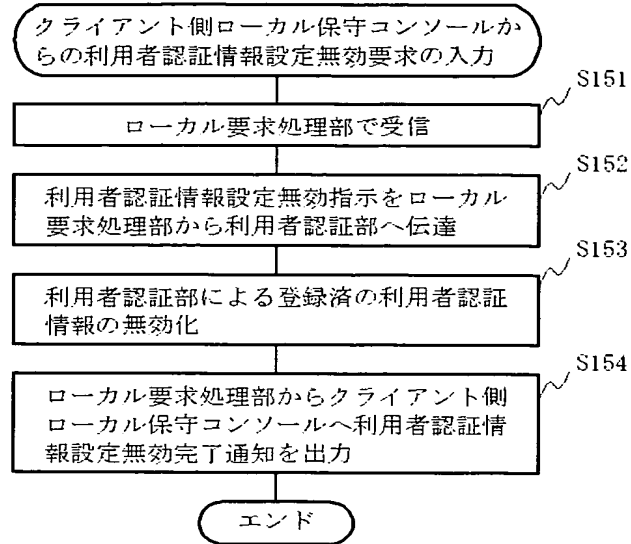 クライアント側ローカル保守コンソールか
らの利用者認証情報設定無効要求の入力
S151
ローカル要求処理部で受信
S152
利用者認証情報設定無効指示をローカル
要求処理部から利用者認証部へ伝達
S153
利用者認証部による登録済の利用者認証
情報の無効化
S154
ローカル要求処理部からクライアント側
ローカル保守コンソールへ利用者認証情
報設定無効完了通知を出力
エンド